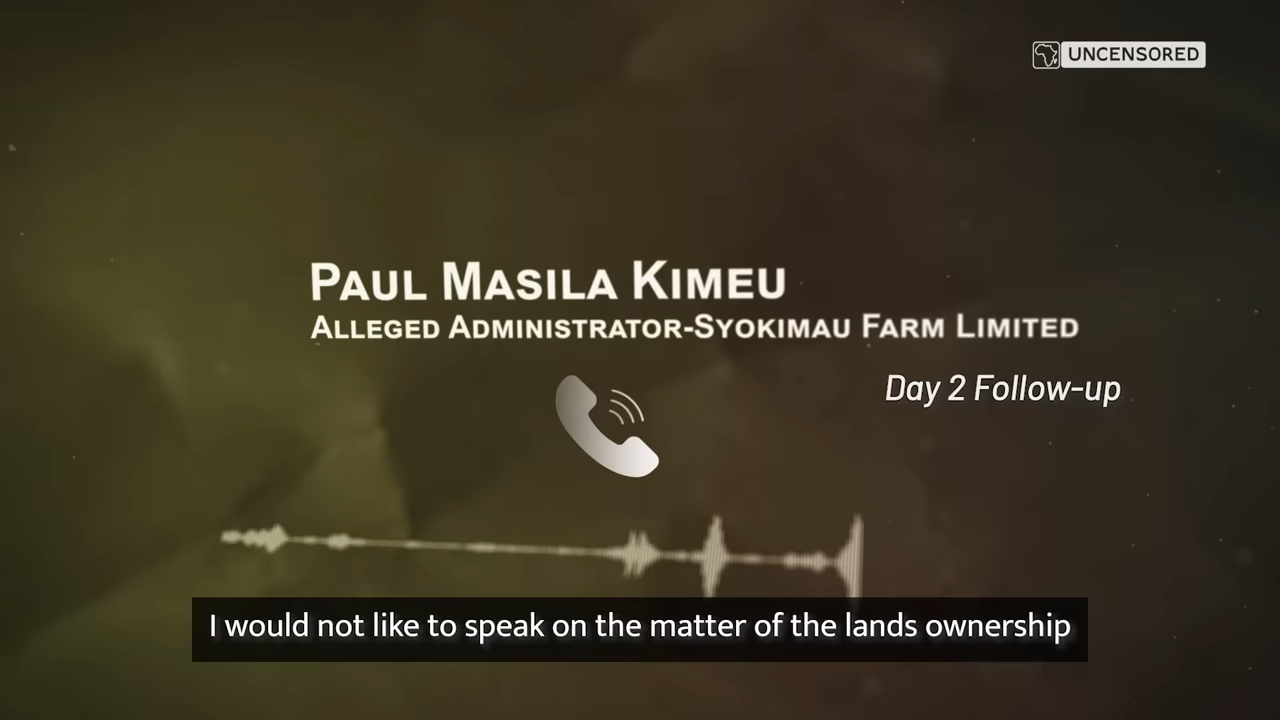 UNCENSORED
PAUL MASILA KIMEU
ALLEGED ADMINISTRATOR-SYOKIMAU FARM LIMITED
Day 2 Follow-up
I would not like to speak on the matter of the lands ownership